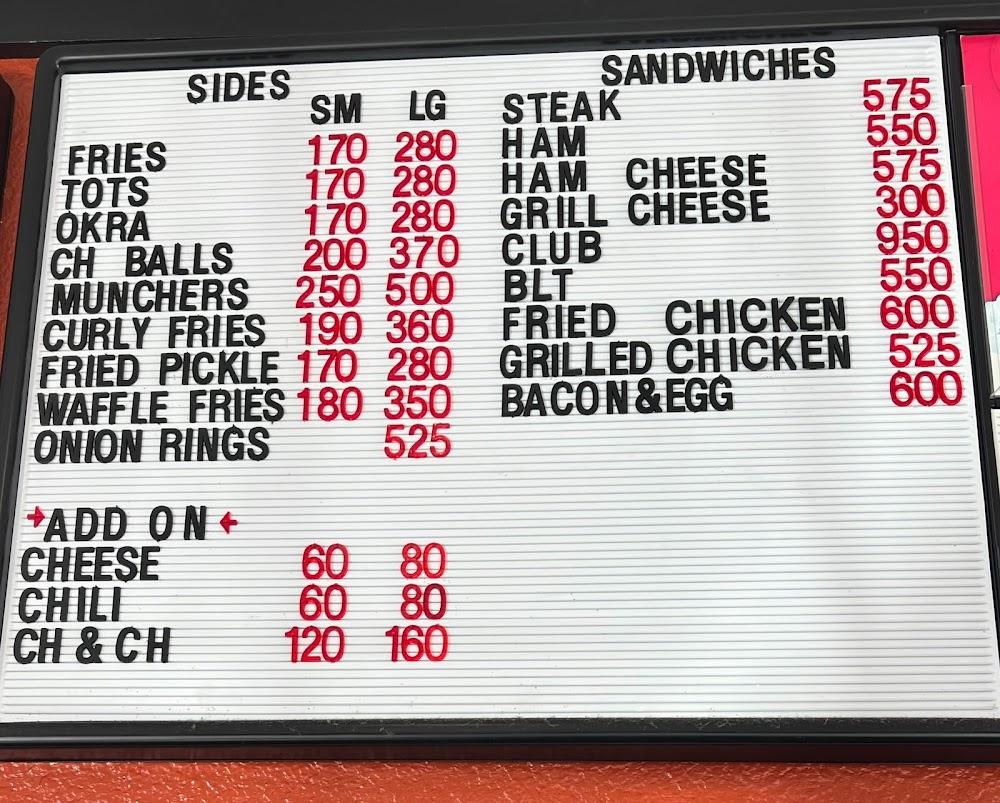 SIDES
SM LG
FRIES 170 280
TOTS 170 280
OKRA 170 280
CH BALLS 200 370
MUNCHERS 250 500
CURLY FRIES 190 360
FRIED PICKLE 170 280
WAFFLE FRIES 180 350
ONION RINGS 525
ADD ON
CHEESE 60 80
CHILI 60 80
CH & CH 120 160
SANDWICHES
STEAK 575
HAM 550
HAM CHEESE 575
GRILL CHEESE 300
CLUB 950
BLT 550
FRIED CHICKEN 600
GRILLED CHICKEN 525
BACON&EGG 600